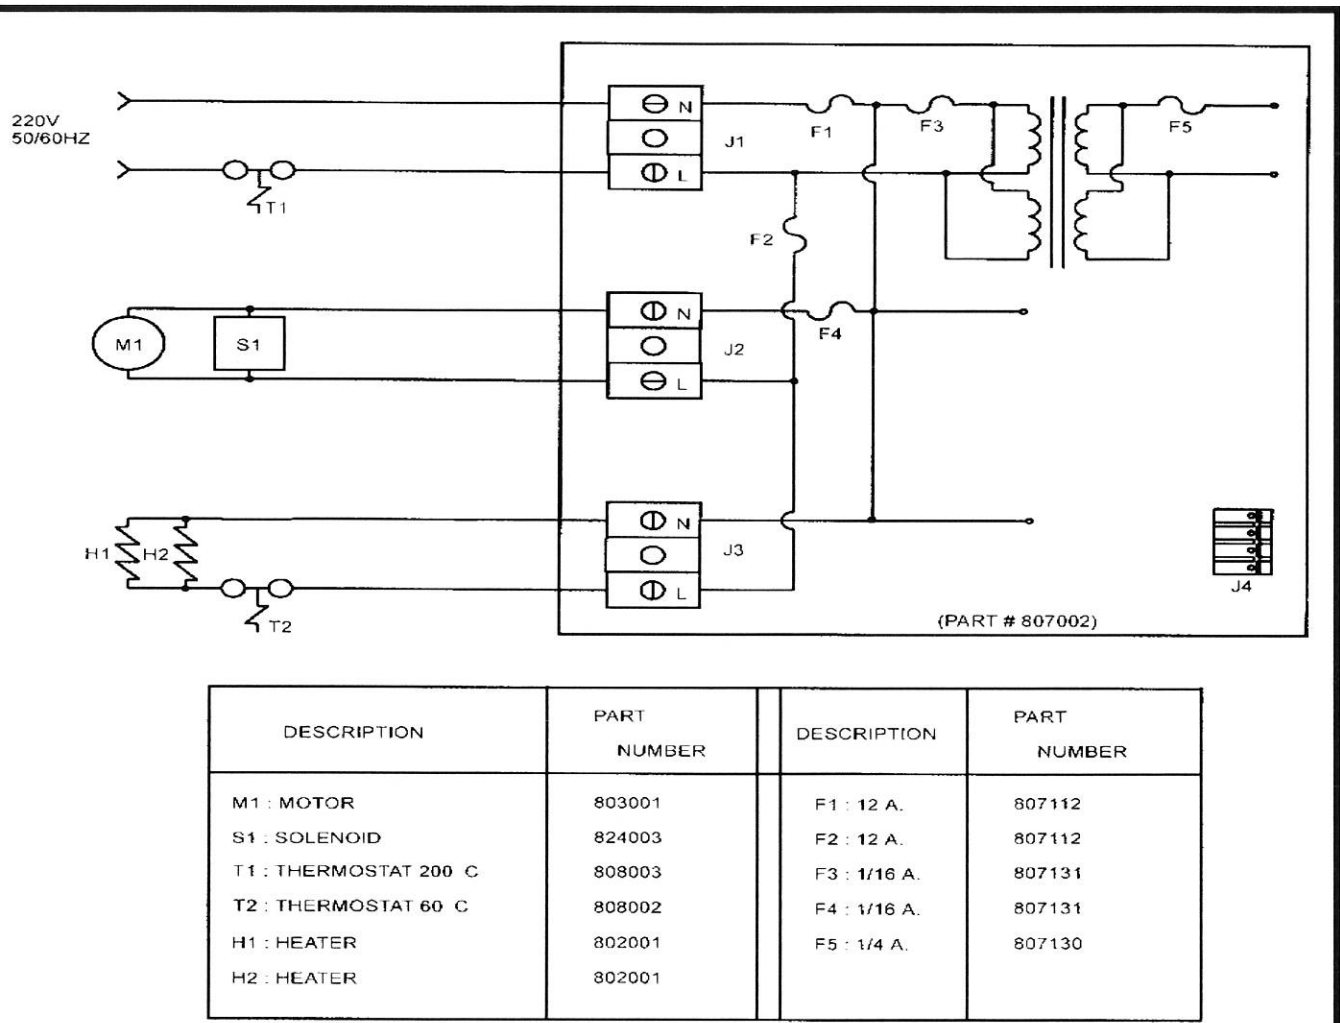 220V
50/60HZ
T1
N
J1
L
F1
F3
F5
F2
M1
S1
N
J2
L
F4
H1
H2
T2
N
J3
L
J4
(PART # 807002)
DESCRIPTION
PART
NUMBER
DESCRIPTION
PART
NUMBER
M1 : MOTOR 803001 F1 : 12 A. 807112
S1 : SOLENOID 824003 F2 : 12 A. 807112
T1 : THERMOSTAT 200 C 808003 F3 : 1/16 A. 807131
T2 : THERMOSTAT 60 C 808002 F4 : 1/16 A. 807131
H1 : HEATER 802001 F5 : 1/4 A. 807130
H2 : HEATER 802001